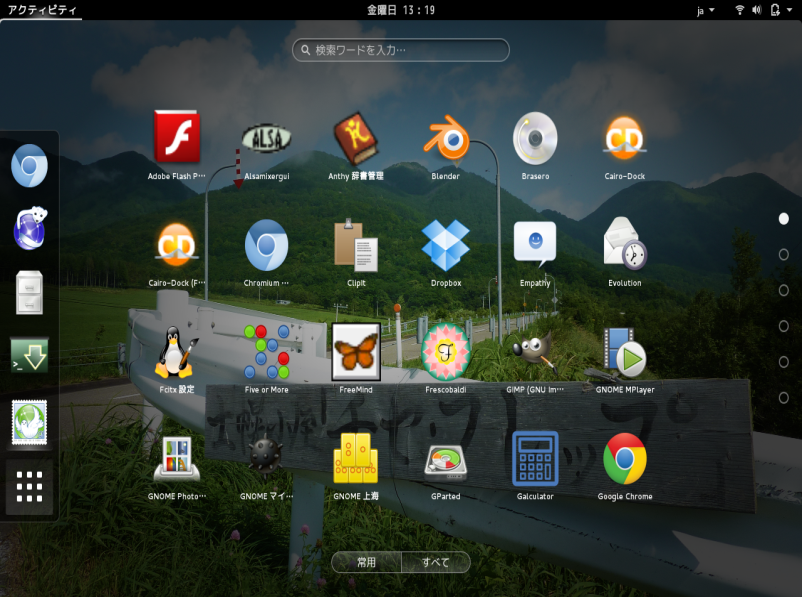 アクティビティ
金曜日 13：19
ja
検索ワードを入力…
ALSA
CD
Adobe Flash P…
Alsamixergui
Anthy 辞書管理
Blender
Brasero
Cairo-Dock
CD
Cairo-Dock (F…
Chromium …
ClipIt
Dropbox
Empathy
Evolution
Fcitx 設定
Five or More
FreeMind
Frescobaldi
GIMP (GNU Im…
GNOME MPlayer
GNOME Photo…
GNOME マイ…
GNOME 上海
GParted
Galculator
Google Chrome
常用
すべて